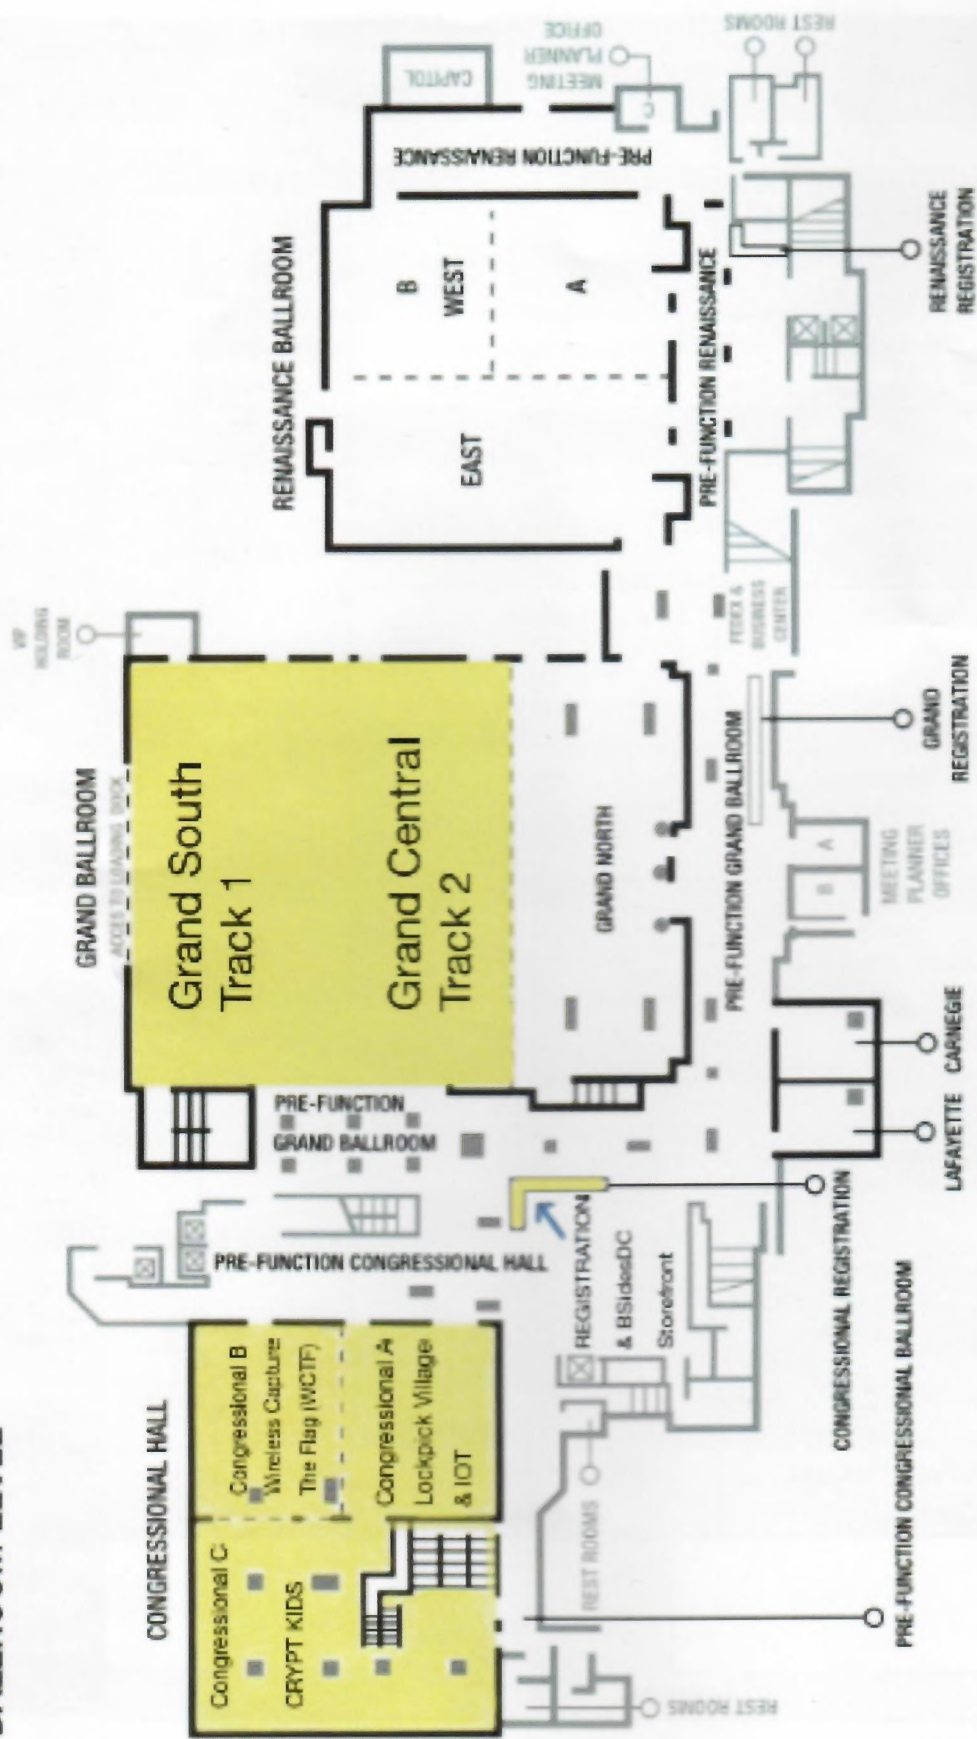 CONGRESSIONAL HALL
Congressional C
CRYPT KIDS
Congressional B
Wireless Capture
The Flag (WCTF)
Congressional A
Lockpick Village
& IOT
PRE-FUNCTION CONGRESSIONAL HALL
REGISTRATION
& BSidesDC
Storefront
REST ROOMS
REST ROOMS
PRE-FUNCTION CONGRESSIONAL BALLROOM
CONGRESSIONAL REGISTRATION
GRAND BALLROOM
ACCES TO LOADING DOCK
Grand South
Track 1
Grand Central
Track 2
GRAND NORTH
PRE-FUNCTION
GRAND BALLROOM
PRE-FUNCTION GRAND BALLROOM
LAFAYETTE
CARNEGIE
B
A
MEETING
PLANNER
OFFICES
GRAND
REGISTRATION
VIP
HOLDING
ROOM
FEDEX &
BUSINESS
CENTER
RENAISSANCE BALLROOM
EAST
B
WEST
A
PRE-FUNCTION RENAISSANCE
PRE-FUNCTION RENAISSANCE
CAPITOL
MEETING
PLANNER
OFFICE
C
REST ROOMS
RENAISSANCE
REGISTRATION